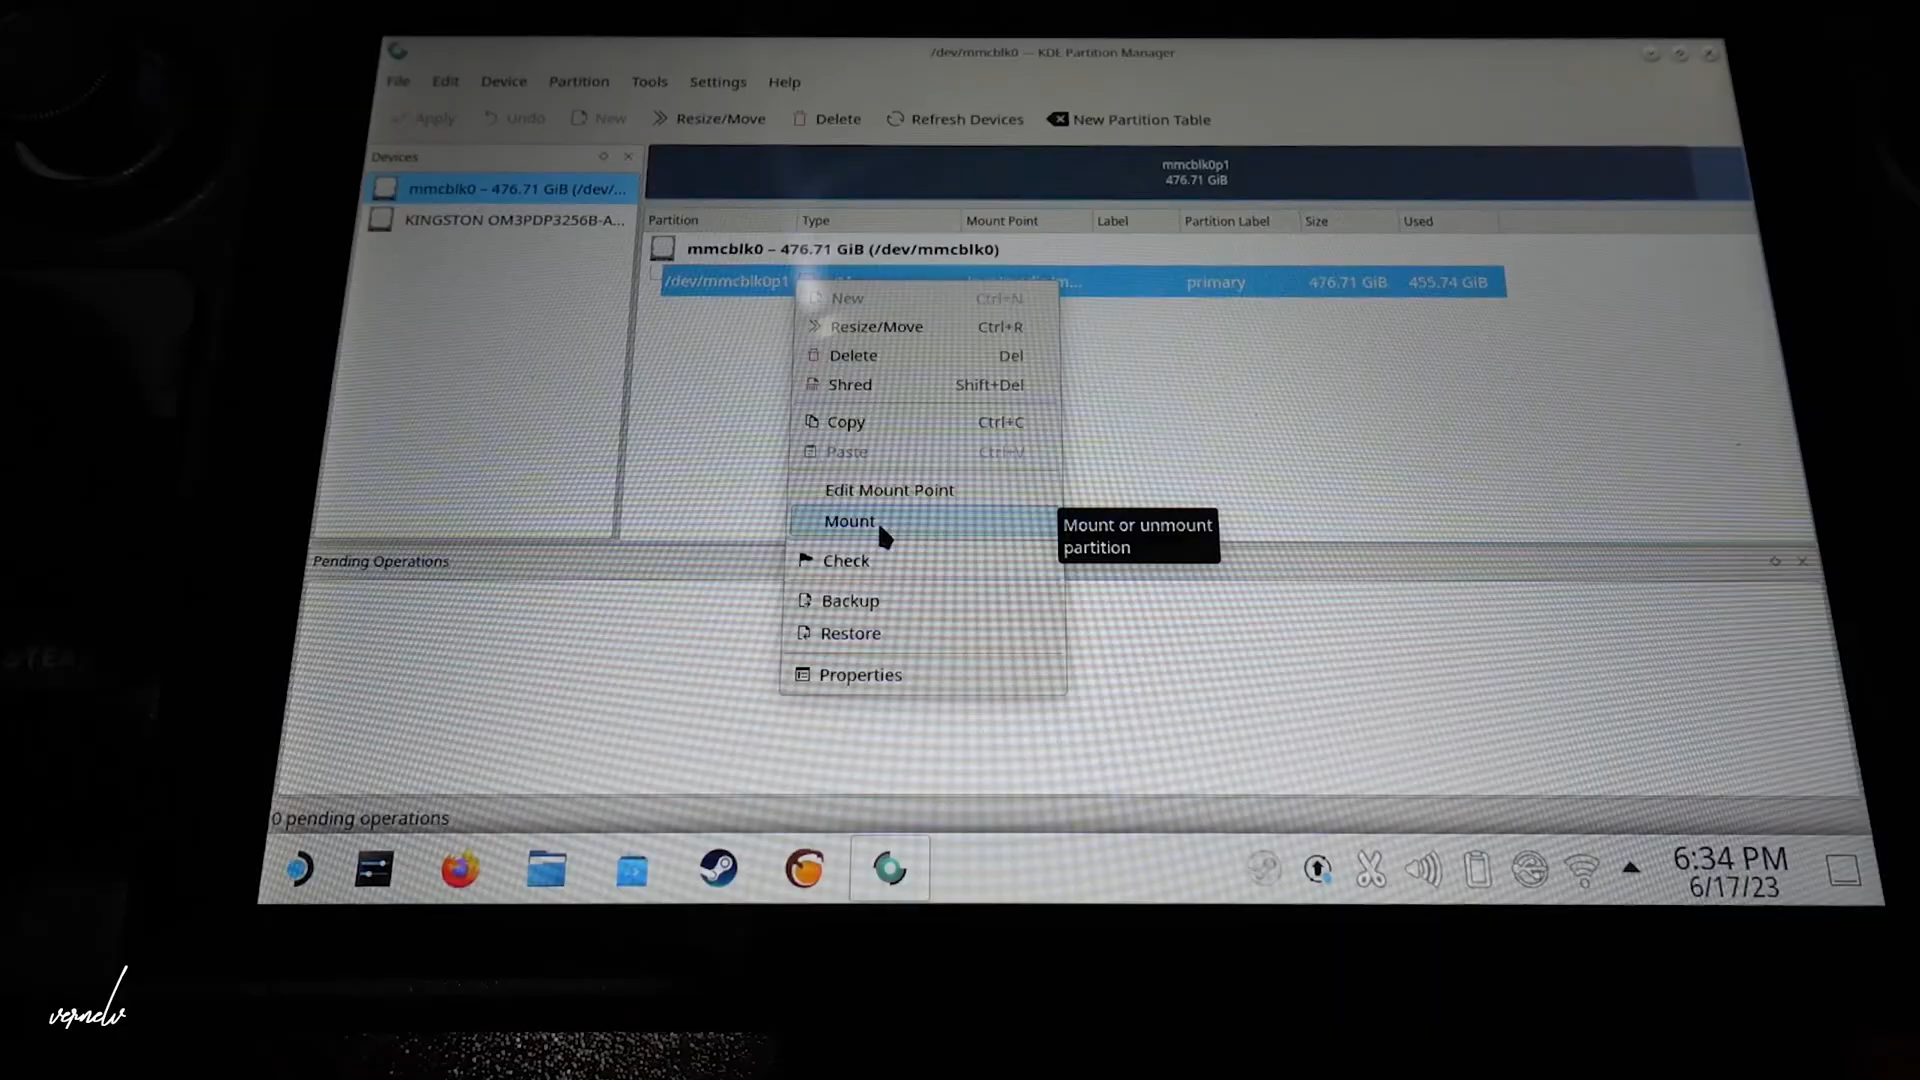 /dev/mmcblk0 — KDE Partition Manager
File Edit Device Partition Tools Settings Help
Apply Undo New Resize/Move Delete Refresh Devices New Partition Table
Devices
mmcblk0 – 476.71 GiB (/dev/...
KINGSTON OM3PDP3256B-A...
mmcblk0p1
476.71 GiB
Partition Type Mount Point Label Partition Label Size Used
mmcblk0 – 476.71 GiB (/dev/mmcblk0)
/dev/mmcblk0p1 m... primary 476.71 GiB 455.74 GiB
New Ctrl+N
Resize/Move Ctrl+R
Delete Del
Shred Shift+Del
Copy Ctrl+C
Paste Ctrl+V
Edit Mount Point
Mount
Mount or unmount
partition
Check
Backup
Restore
Properties
Pending Operations
0 pending operations
6:34 PM
6/17/23
vernelv